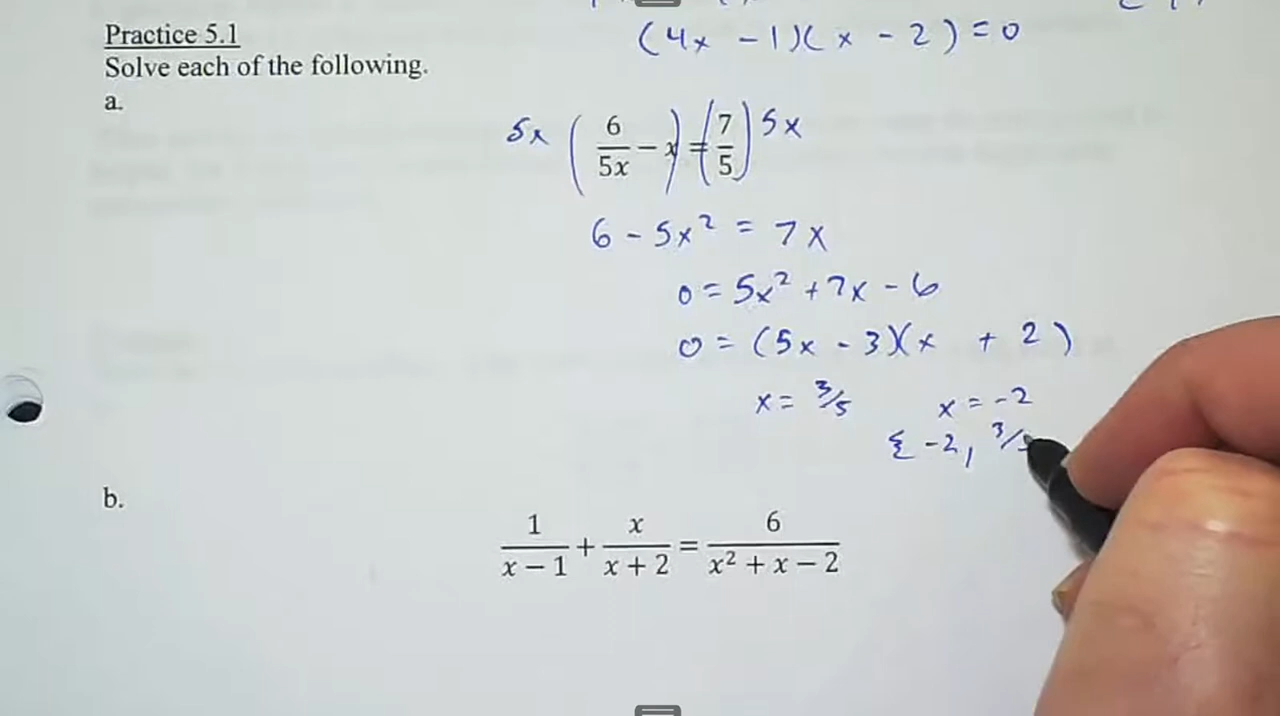 (4x - 1)(x - 2) = 0
Practice 5.1
Solve each of the following.
a.
5x ( 6/5x - x ) = ( 7/5 ) 5x
6 - 5x² = 7x
0 = 5x² + 7x - 6
0 = (5x - 3)(x + 2)
x = 3/5 x = -2
{ -2, 3/5
b.
1/(x - 1) + x/(x + 2) = 6/(x² + x - 2)